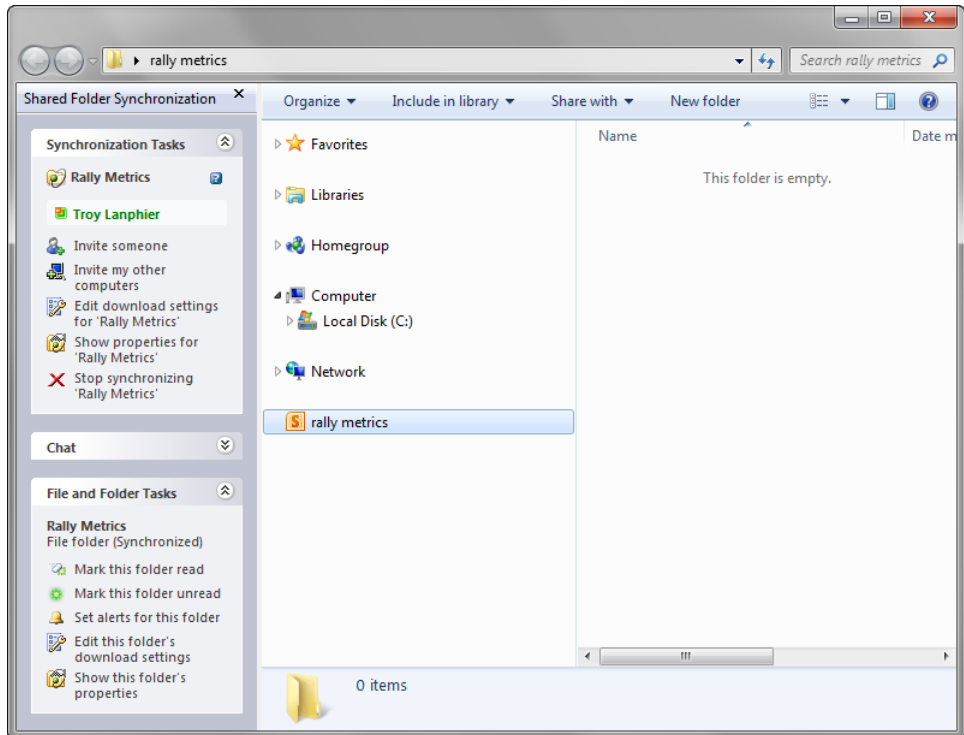 rally metrics
Search rally metrics
Shared Folder Synchronization
Synchronization Tasks
Rally Metrics
Troy Lanphier
Invite someone
Invite my other
computers
Edit download settings
for 'Rally Metrics'
Show properties for
'Rally Metrics'
Stop synchronizing
'Rally Metrics'
Chat
File and Folder Tasks
Rally Metrics
File folder (Synchronized)
Mark this folder read
Mark this folder unread
Set alerts for this folder
Edit this folder's
download settings
Show this folder's
properties
Organize Include in library Share with New folder
Favorites
Libraries
Homegroup
Computer
Local Disk (C:)
Network
rally metrics
Name Date m
This folder is empty.
0 items